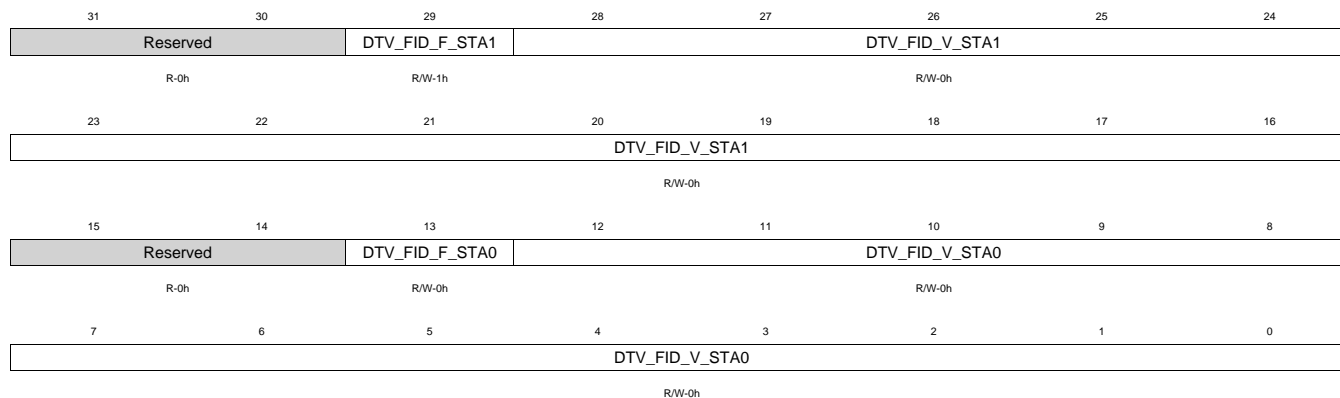 31 30 29 28 27 26 25 24
Reserved DTV_FID_F_STA1 DTV_FID_V_STA1
R-0h R/W-1h R/W-0h
23 22 21 20 19 18 17 16
DTV_FID_V_STA1
R/W-0h
15 14 13 12 11 10 9 8
Reserved DTV_FID_F_STA0 DTV_FID_V_STA0
R-0h R/W-0h R/W-0h
7 6 5 4 3 2 1 0
DTV_FID_V_STA0
R/W-0h